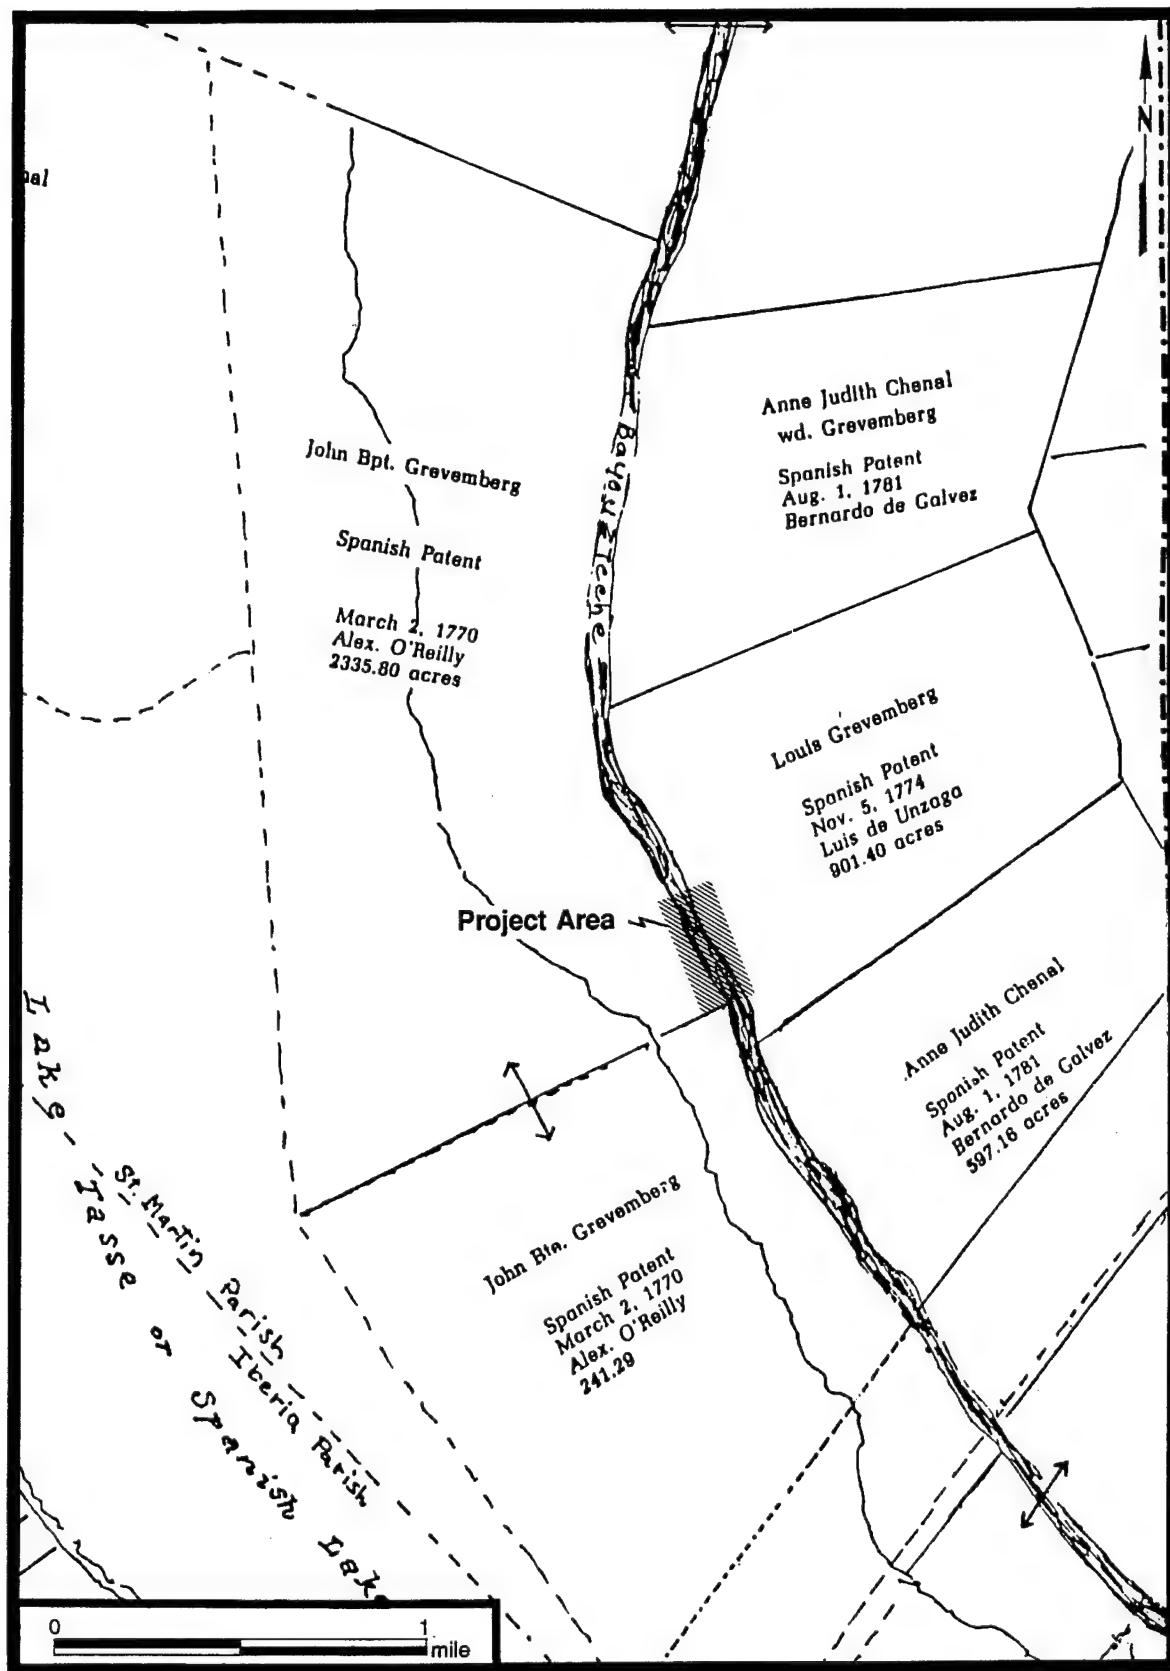 N
Anne Judith Chenal
wd. Grevemberg
Spanish Patent
Aug. 1, 1781
Bernardo de Galvez
John Bpt. Grevemberg
Spanish Patent
March 2, 1770
Alex. O'Reilly
2335.80 acres
Bayou Teche
Louis Grevemberg
Spanish Patent
Nov. 5, 1774
Luis de Unzaga
901.40 acres
Project Area
Anne Judith Chenal
Spanish Patent
Aug. 1, 1781
Bernardo de Galvez
597.16 acres
John Bte. Grevemberg
Spanish Patent
March 2, 1770
Alex. O'Reilly
241.29
St. Martin Parish
Iberia Parish
Lake Tasse or Spanish Lak
0 1
mile